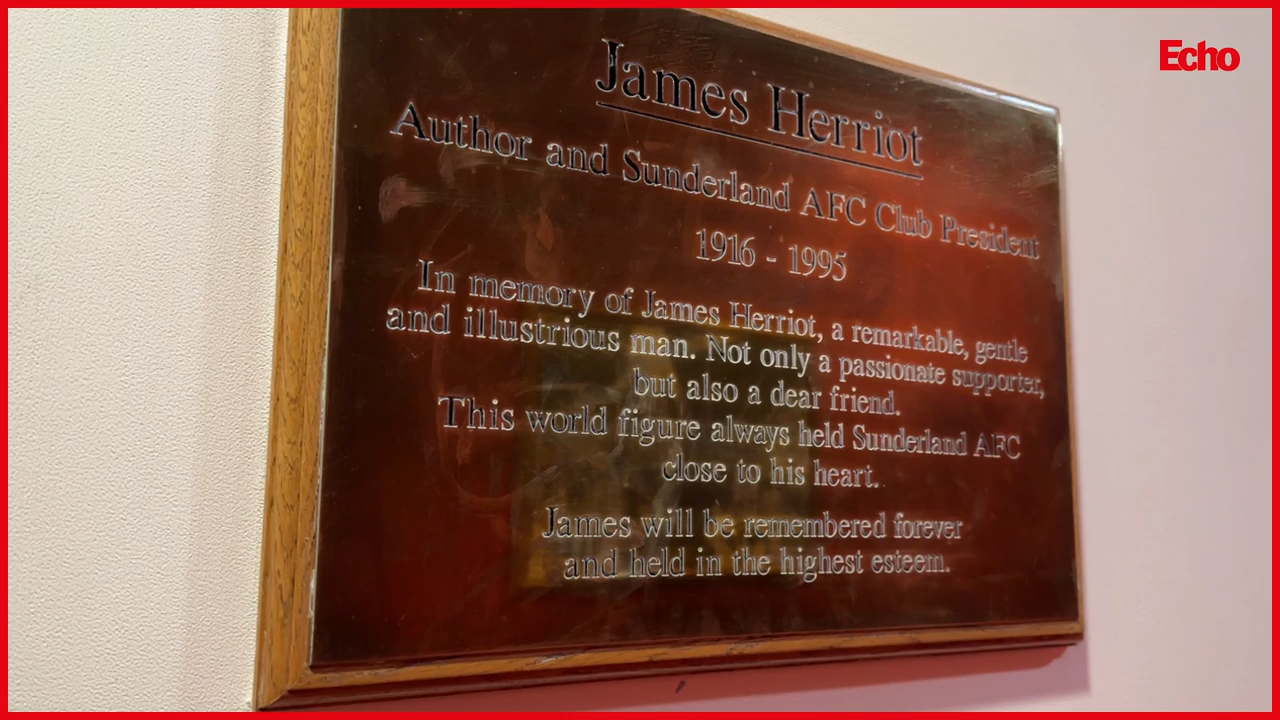 Echo
James Herriot
Author and Sunderland AFC Club President
1916 - 1995
In memory of James Herriot, a remarkable, gentle
and illustrious man. Not only a passionate supporter,
but also a dear friend.
This world figure always held Sunderland AFC
close to his heart.
James will be remembered forever
and held in the highest esteem.